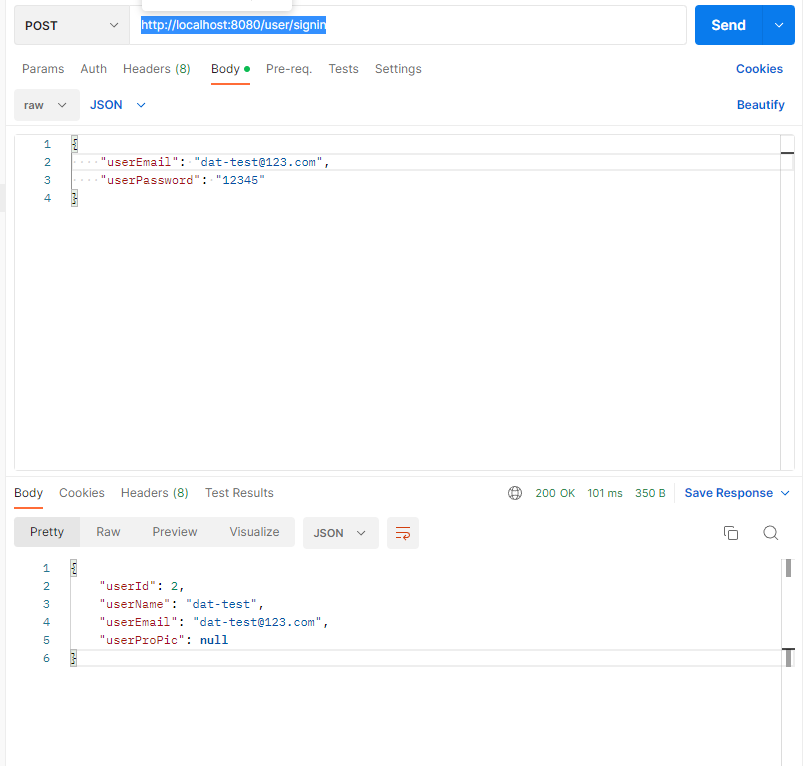 POST http://localhost:8080/user/signin Send
Params Auth Headers (8) Body Pre-req. Tests Settings Cookies
raw JSON Beautify
1 {
2 "userEmail": "dat-test@123.com",
3 "userPassword": "12345"
4 }
Body Cookies Headers (8) Test Results 200 OK 101 ms 350 B Save Response
Pretty Raw Preview Visualize JSON
1 {
2 "userId": 2,
3 "userName": "dat-test",
4 "userEmail": "dat-test@123.com",
5 "userProPic": null
6 }